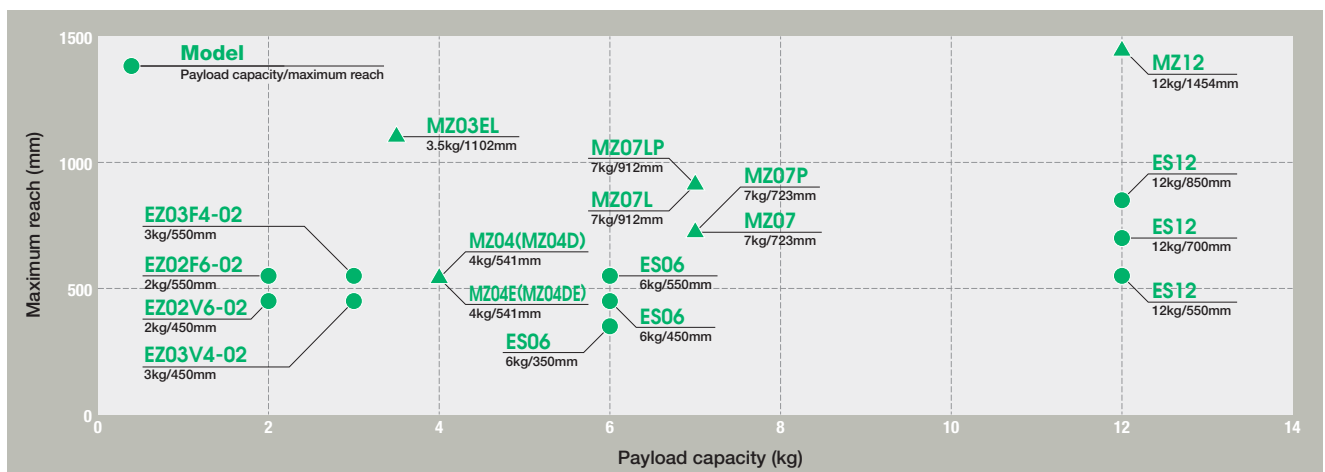 1500
Model
Payload capacity/maximum reach
MZ12
12kg/1454mm
MZ03EL
3.5kg/1102mm
MZ07LP
7kg/912mm
1000
ES12
12kg/850mm
MZ07P
7kg/723mm
MZ07L
7kg/912mm
EZ03F4-02
3kg/550mm
MZ07
7kg/723mm
ES12
12kg/700mm
MZ04(MZ04D)
4kg/541mm
EZ02F6-02
2kg/550mm
ES06
6kg/550mm
MZ04E(MZ04DE)
4kg/541mm
500
ES12
12kg/550mm
EZ02V6-02
2kg/450mm
ES06
6kg/450mm
ES06
6kg/350mm
EZ03V4-02
3kg/450mm
0
Maximum reach (mm)
0 2 4 6 8 10 12 14
Payload capacity (kg)